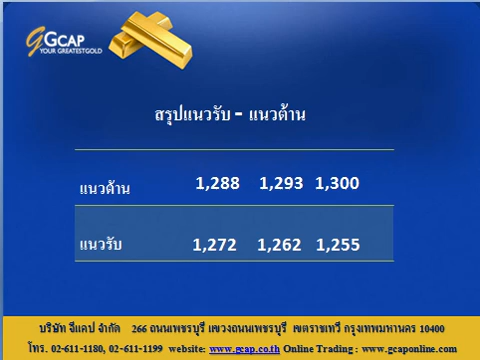 GCAP
YOUR GREATESTGOLD
สรุปแนวรับ - แนวต้าน
แนวต้าน 1,288 1,293 1,300
แนวรับ 1,272 1,262 1,255
บริษัท จีแคป จำกัด 266 ถนนเพชรบุรี แขวงถนนเพชรบุรี เขตราชเทวี กรุงเทพมหานคร 10400
โทร. 02-611-1180, 02-611-1199 website: www.gcap.co.th Online Trading : www.gcaponline.com